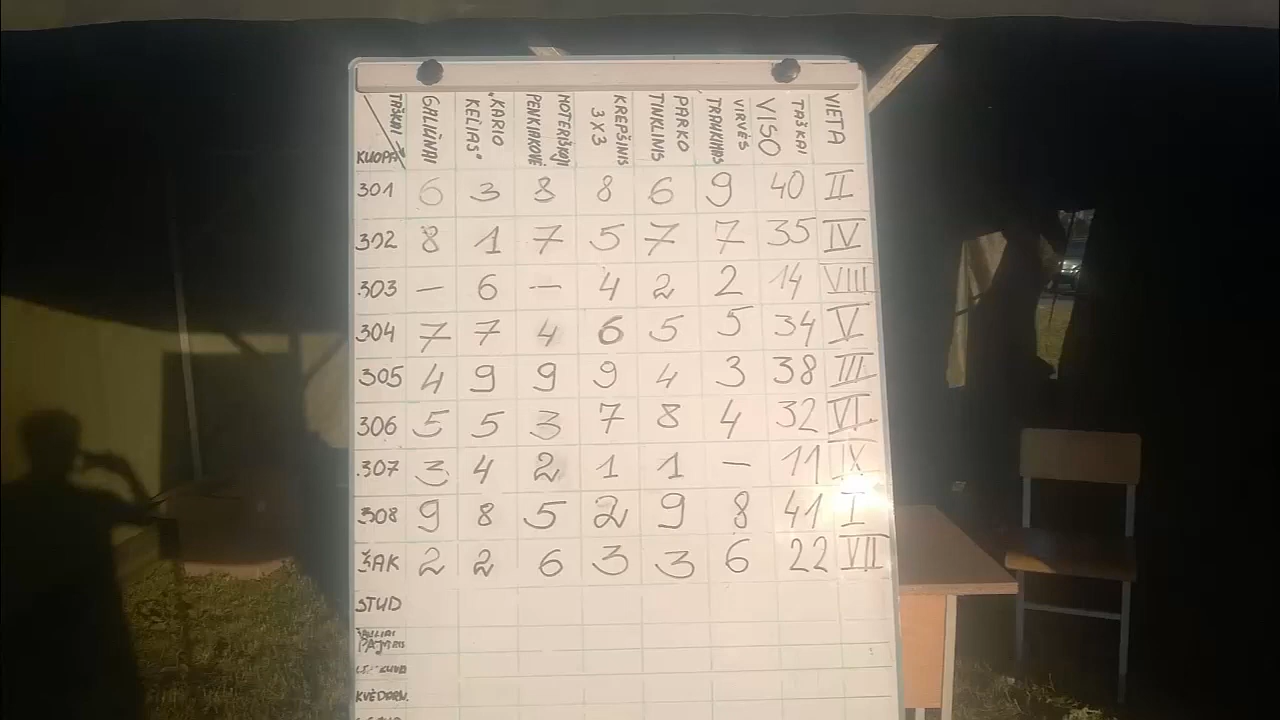 TAŠKAI KUOPA GALIŪNAI "KARIO KELIAS" MOTERIŠKOJI PENKIAKOVĖ KREPŠINIS 3X3 PARKO TINKLINIS VIRVĖS TRAUKIMAS VISO TAŠKAI VIETA
301 6 3 8 8 6 9 40 II
302 8 1 7 5 7 7 35 IV
303 — 6 — 4 2 2 14 VIII
304 7 7 4 6 5 5 34 V
305 4 9 9 9 4 3 38 III
306 5 5 3 7 8 4 32 VI
307 3 4 2 1 1 — 11 IX
308 9 8 5 2 9 8 41 I
ŠAK 2 2 6 3 3 6 22 VII
STUD
KVĖDARN.